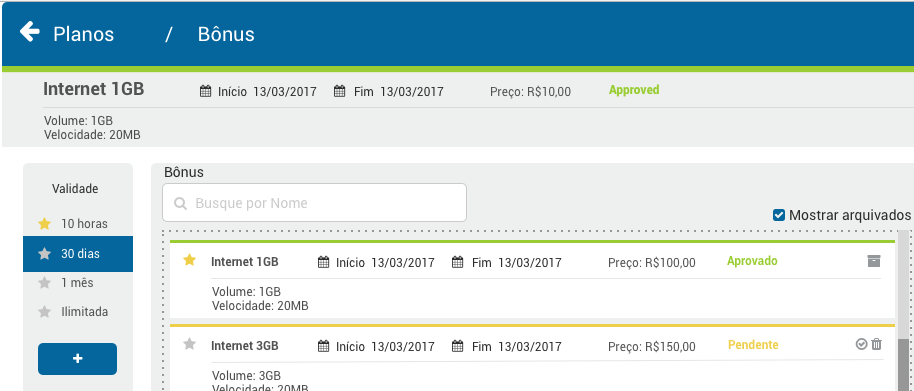 Planos / Bônus
Internet 1GB Início 13/03/2017 Fim 13/03/2017 Preço: R$10,00 Approved
Volume: 1GB
Velocidade: 20MB
Validade
10 horas
30 dias
1 mês
Ilimitada
+
Bônus
Busque por Nome
Mostrar arquivados
Internet 1GB Início 13/03/2017 Fim 13/03/2017 Preço: R$100,00 Aprovado
Volume: 1GB
Velocidade: 20MB
Internet 3GB Início 13/03/2017 Fim 13/03/2017 Preço: R$150,00 Pendente
Volume: 3GB
Velocidade: 20MB